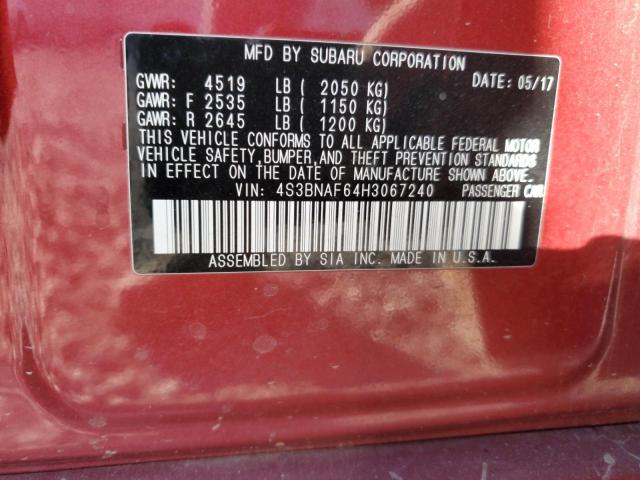 MFD BY SUBARU CORPORATION
GVWR: 4519 LB ( 2050 KG) DATE: 05/17
GAWR: F 2535 LB ( 1150 KG)
GAWR: R 2645 LB ( 1200 KG)
THIS VEHICLE CONFORMS TO ALL APPLICABLE FEDERAL MOTOR
VEHICLE SAFETY, BUMPER, AND THEFT PREVENTION STANDARDS
IN EFFECT ON THE DATE OF MANUFACTURE SHOWN ABOVE.
VIN: 4S3BNAF64H3067240 PASSENGER CAR
ASSEMBLED BY SIA INC. MADE IN U.S.A.